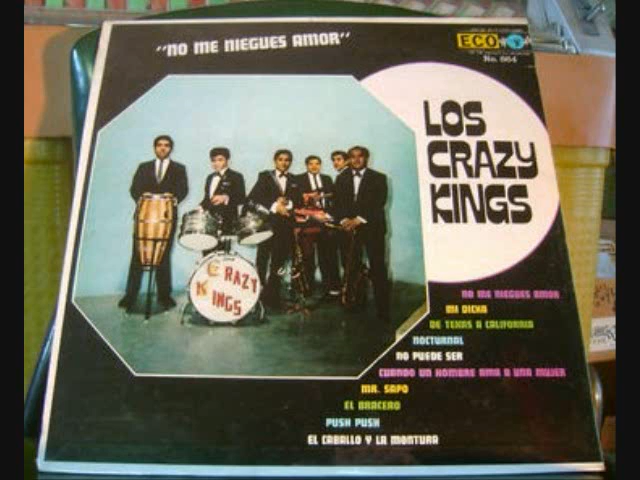 "NO ME NIEGUES AMOR"
ECO
No. 864
LOS
CRAZY
KINGS
CRAZY
KINGS
NO ME NIEGUES AMOR
MI DICHA
DE TEXAS A CALIFORNIA
NOCTURNAL
NO PUEDE SER
CUANDO UN HOMBRE AMA A UNA MUJER
MR. SAPO
EL BRACERO
PUSH PUSH
EL CABALLO Y LA MONTURA